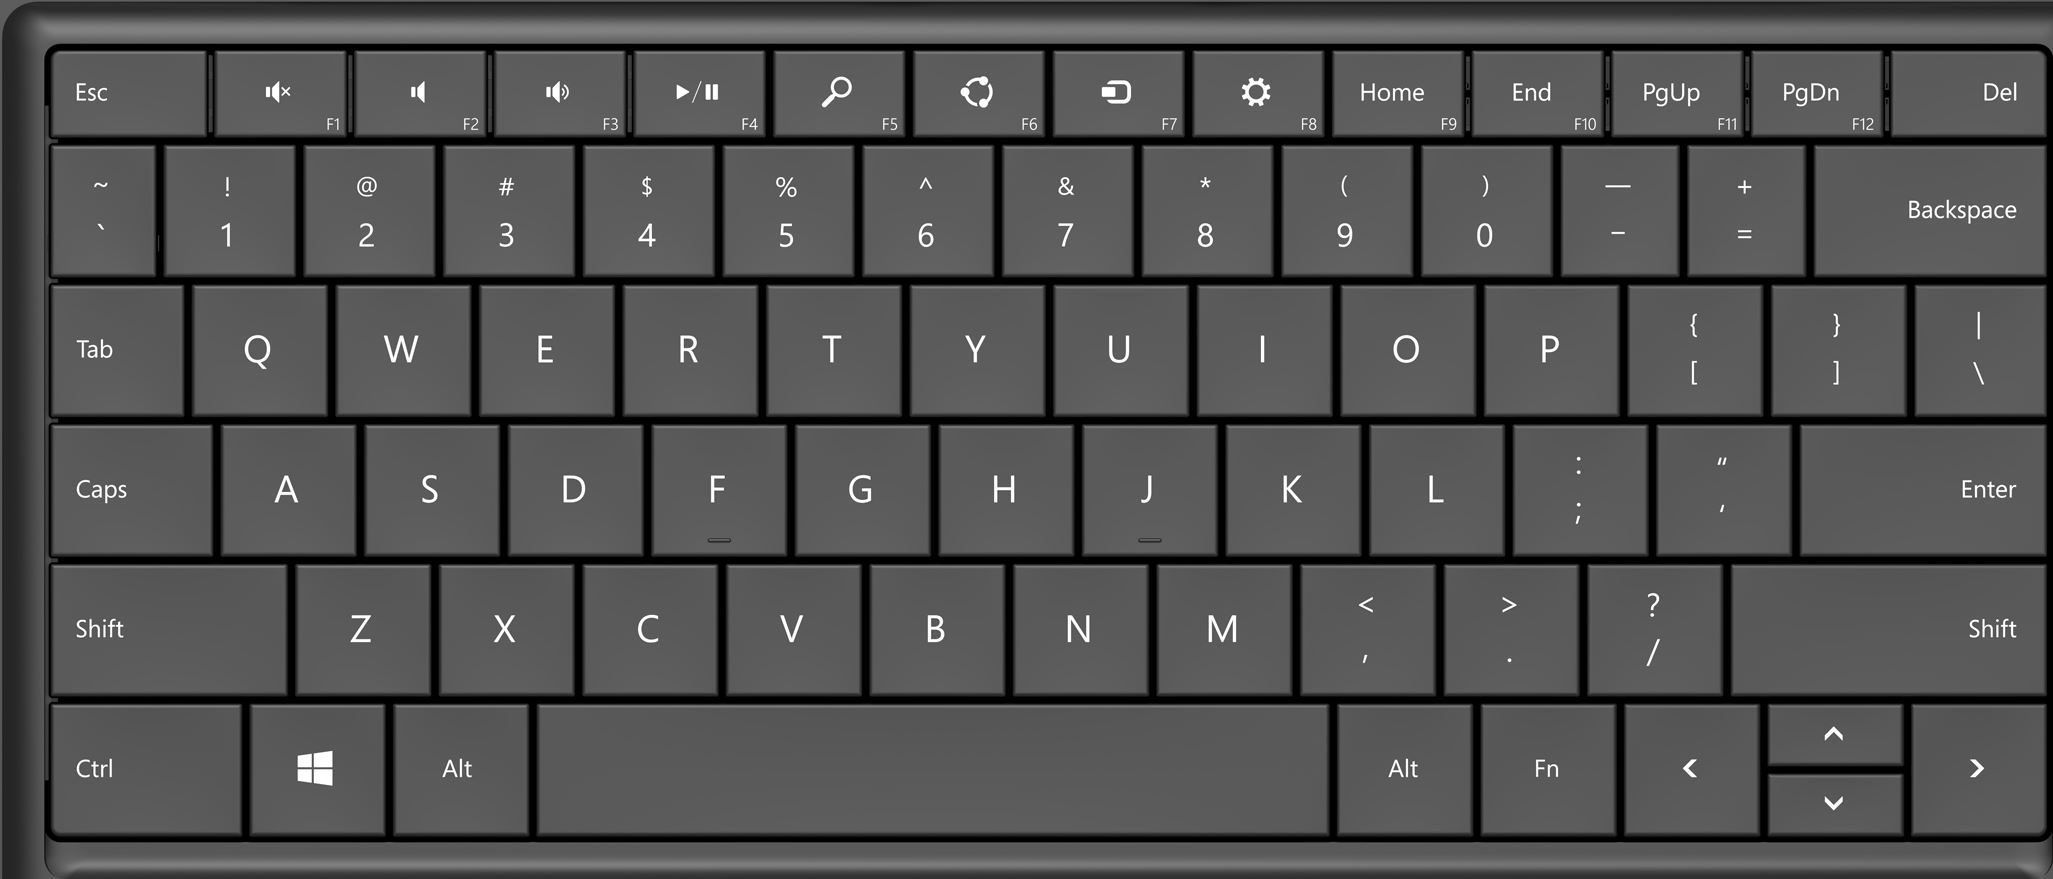 Esc F1 F2 F3 F4 F5 F6 F7 F8 Home F9 End F10 PgUp F11 PgDn F12 Del
~ ! @ # $ % ^ & * ( ) — +
` 1 2 3 4 5 6 7 8 9 0 - = Backspace
Tab Q W E R T Y U I O P { [ } ] | \
Caps A S D F G H J K L : ; " ' Enter
Shift Z X C V B N M < , > . ? / Shift
Ctrl Alt Alt Fn